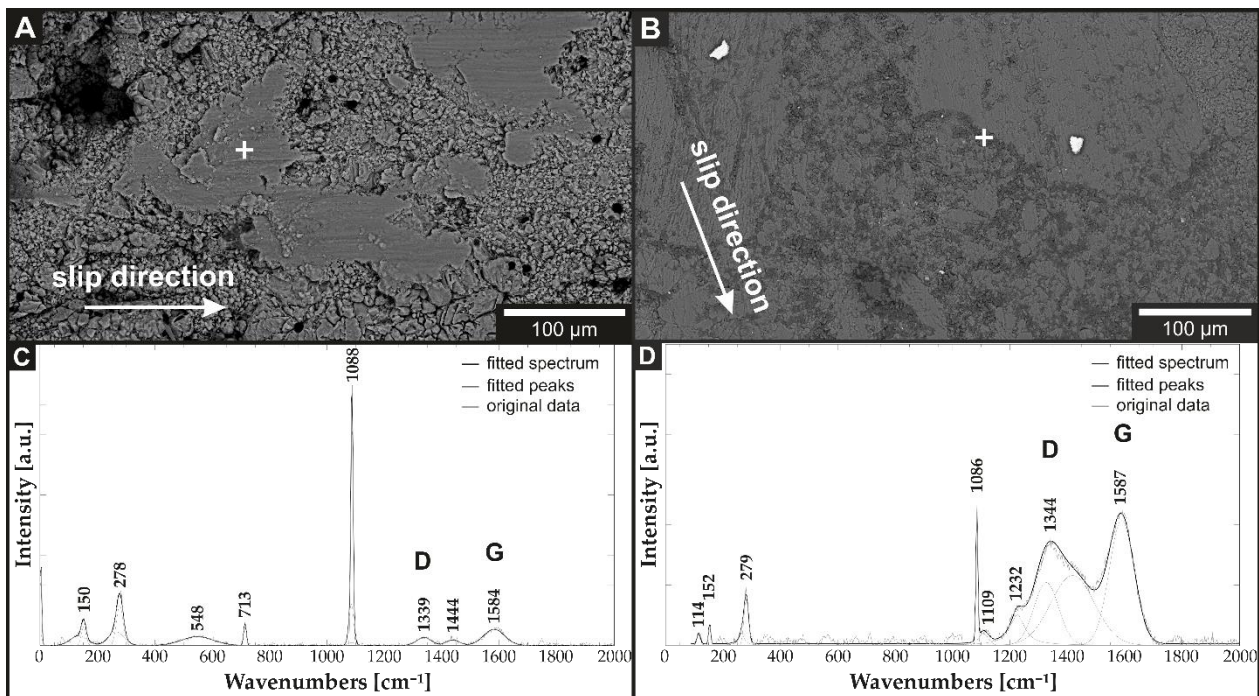 A
slip direction
100 µm
B
slip direction
100 µm
C
fitted spectrum
fitted peaks
original data
1088
D
G
150
278
548
713
1339
1444
1584
Intensity [a.u.]
0 200 400 600 800 1000 1200 1400 1600 1800 2000
Wavenumbers [cm⁻¹]
D
fitted spectrum
fitted peaks
original data
D
G
1086
1344
1587
114
152
279
1109
1232
Intensity [a.u.]
0 200 400 600 800 1000 1200 1400 1600 1800 2000
Wavenumbers [cm⁻¹]